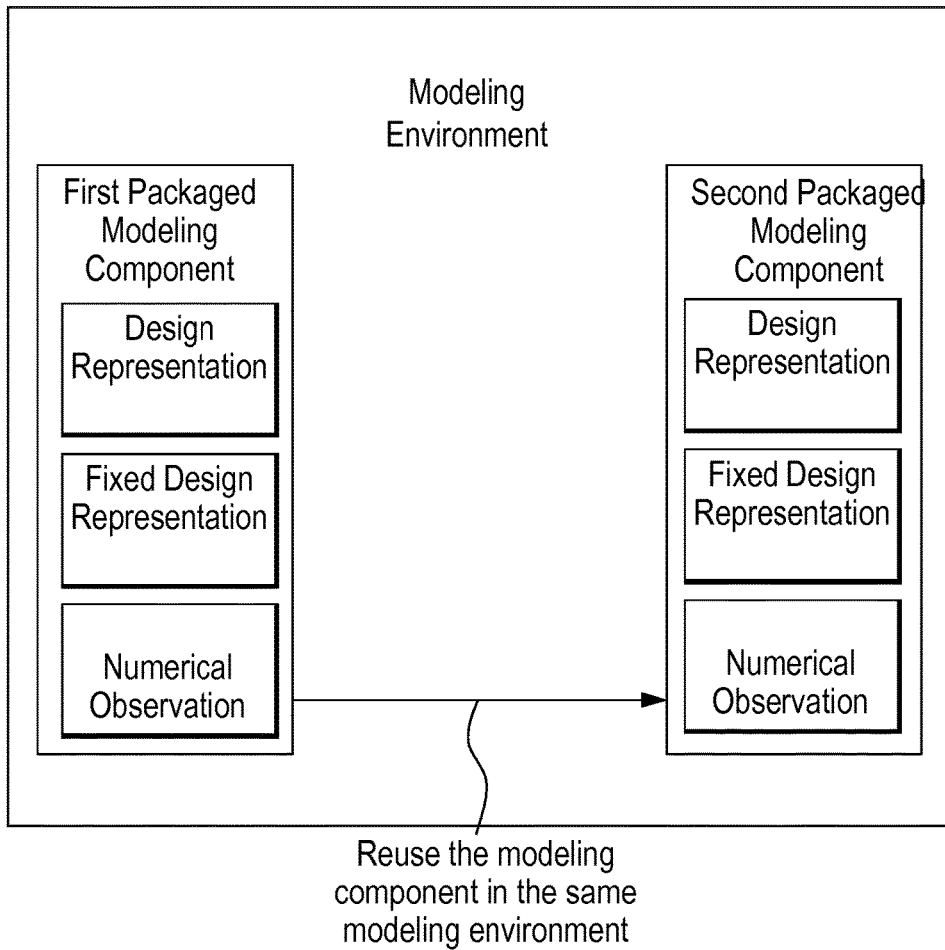 Modeling
Environment
First Packaged
Modeling
Component
Design
Representation
Fixed Design
Representation
Numerical
Observation
Second Packaged
Modeling
Component
Design
Representation
Fixed Design
Representation
Numerical
Observation
Reuse the modeling
component in the same
modeling environment